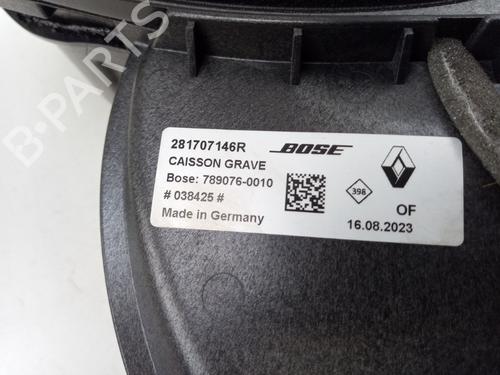 B-PARTS
281707146R
BOSE
CAISSON GRAVE
Bose: 789076-0010
# 038425 #
398
OF
Made in Germany
16.08.2023